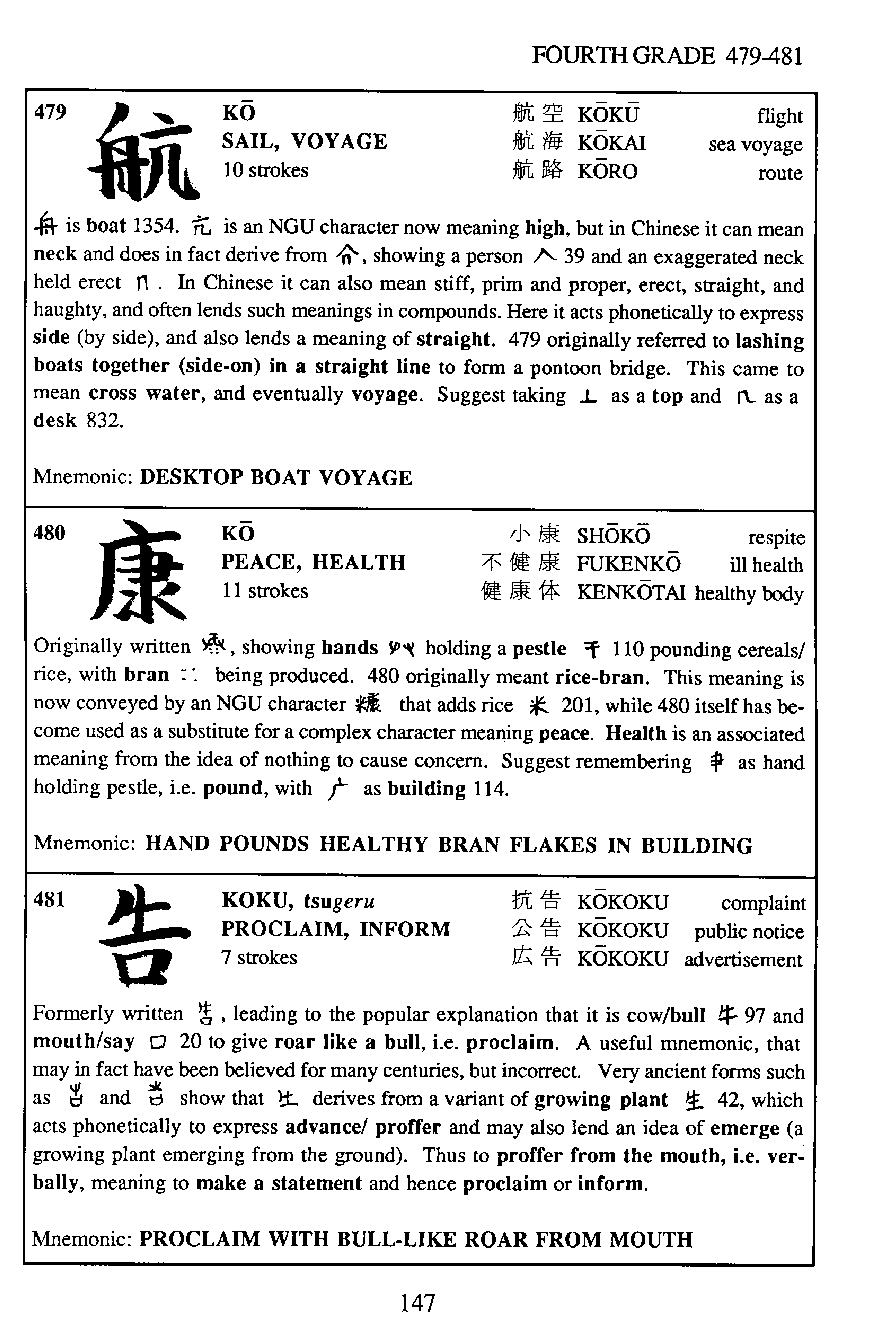 FOURTH GRADE 479-481
479 航 KŌ 航空 KŌKŪ flight
SAIL, VOYAGE 航海 KŌKAI sea voyage
10 strokes 航路 KŌRO route
舟 is boat 1354. 亢 is an NGU character now meaning high, but in Chinese it can mean
neck and does in fact derive from , showing a person 39 and an exaggerated neck
held erect . In Chinese it can also mean stiff, prim and proper, erect, straight, and
haughty, and often lends such meanings in compounds. Here it acts phonetically to express
side (by side), and also lends a meaning of straight. 479 originally referred to lashing
boats together (side-on) in a straight line to form a pontoon bridge. This came to
mean cross water, and eventually voyage. Suggest taking 亠 as a top and 几 as a
desk 832.
Mnemonic: DESKTOP BOAT VOYAGE
480 康 KŌ 小康 SHŌKŌ respite
PEACE, HEALTH 不健康 FUKENKŌ ill health
11 strokes 健康体 KENKŌTAI healthy body
Originally written , showing hands holding a pestle 110 pounding cereals/
rice, with bran being produced. 480 originally meant rice-bran. This meaning is
now conveyed by an NGU character 糠 that adds rice 米 201, while 480 itself has be-
come used as a substitute for a complex character meaning peace. Health is an associated
meaning from the idea of nothing to cause concern. Suggest remembering as hand
holding pestle, i.e. pound, with 广 as building 114.
Mnemonic: HAND POUNDS HEALTHY BRAN FLAKES IN BUILDING
481 告 KOKU, tsugeru 抗告 KŌKOKU complaint
PROCLAIM, INFORM 公告 KŌKOKU public notice
7 strokes 広告 KŌKOKU advertisement
Formerly written , leading to the popular explanation that it is cow/bull 牛 97 and
mouth/say 口 20 to give roar like a bull, i.e. proclaim. A useful mnemonic, that
may in fact have been believed for many centuries, but incorrect. Very ancient forms such
as and show that derives from a variant of growing plant 生 42, which
acts phonetically to express advance/ proffer and may also lend an idea of emerge (a
growing plant emerging from the ground). Thus to proffer from the mouth, i.e. ver-
bally, meaning to make a statement and hence proclaim or inform.
Mnemonic: PROCLAIM WITH BULL-LIKE ROAR FROM MOUTH
147